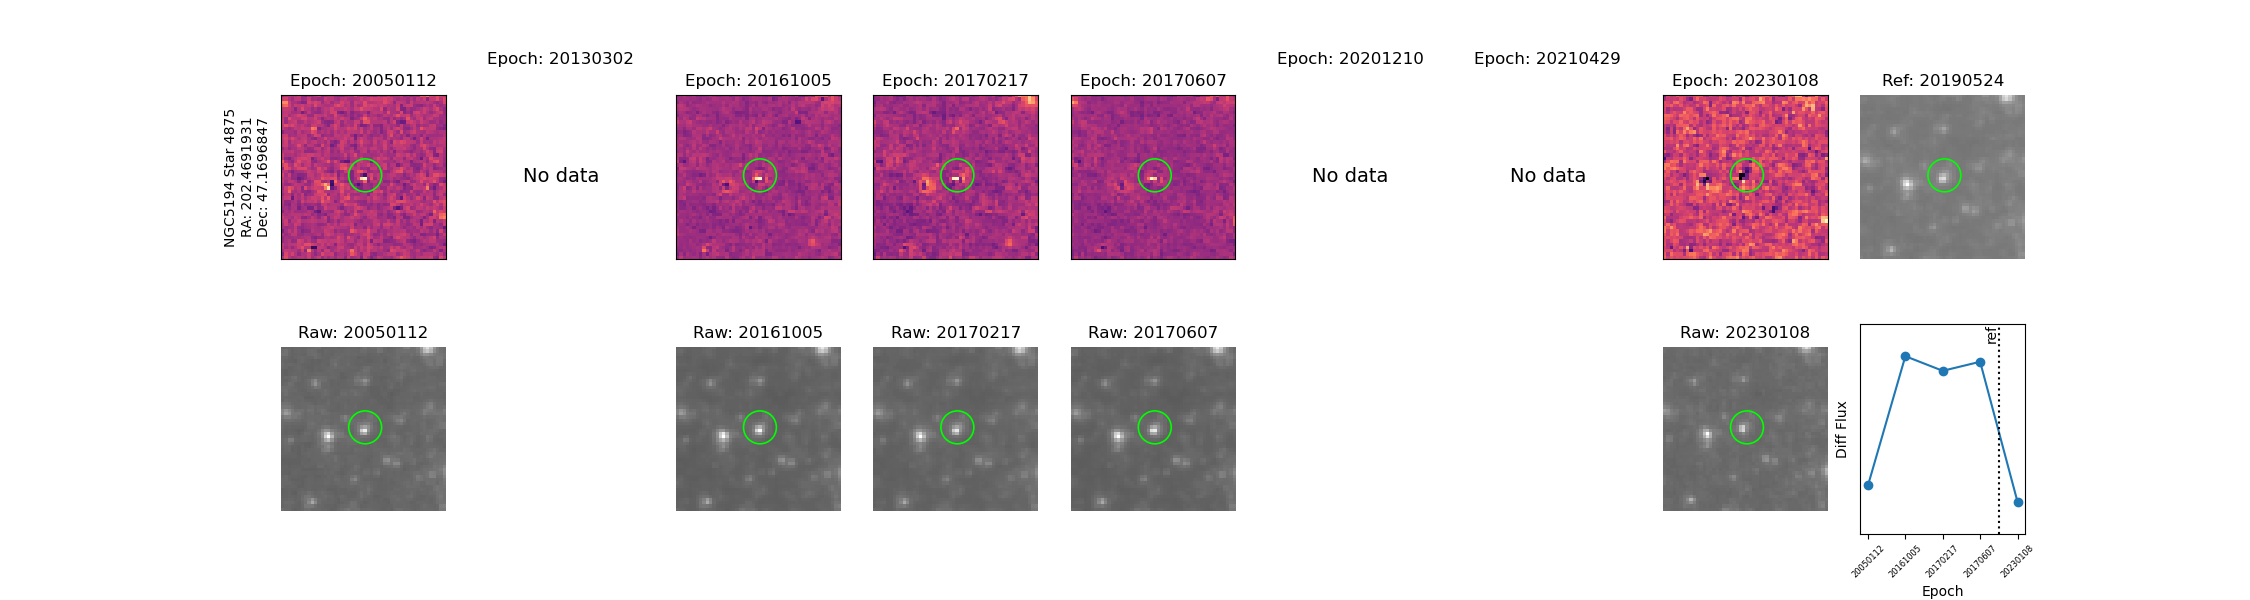 Epoch: 20130302
Epoch: 20201210
Epoch: 20210429
Epoch: 20050112
Epoch: 20161005
Epoch: 20170217
Epoch: 20170607
Epoch: 20230108
Ref: 20190524
NGC5194 Star 4875
RA: 202.4691931
Dec: 47.1696847
No data
No data
No data
Raw: 20050112
Raw: 20161005
Raw: 20170217
Raw: 20170607
Raw: 20230108
ref
Diff Flux
20050112
20161005
20170217
20170607
20230108
Epoch